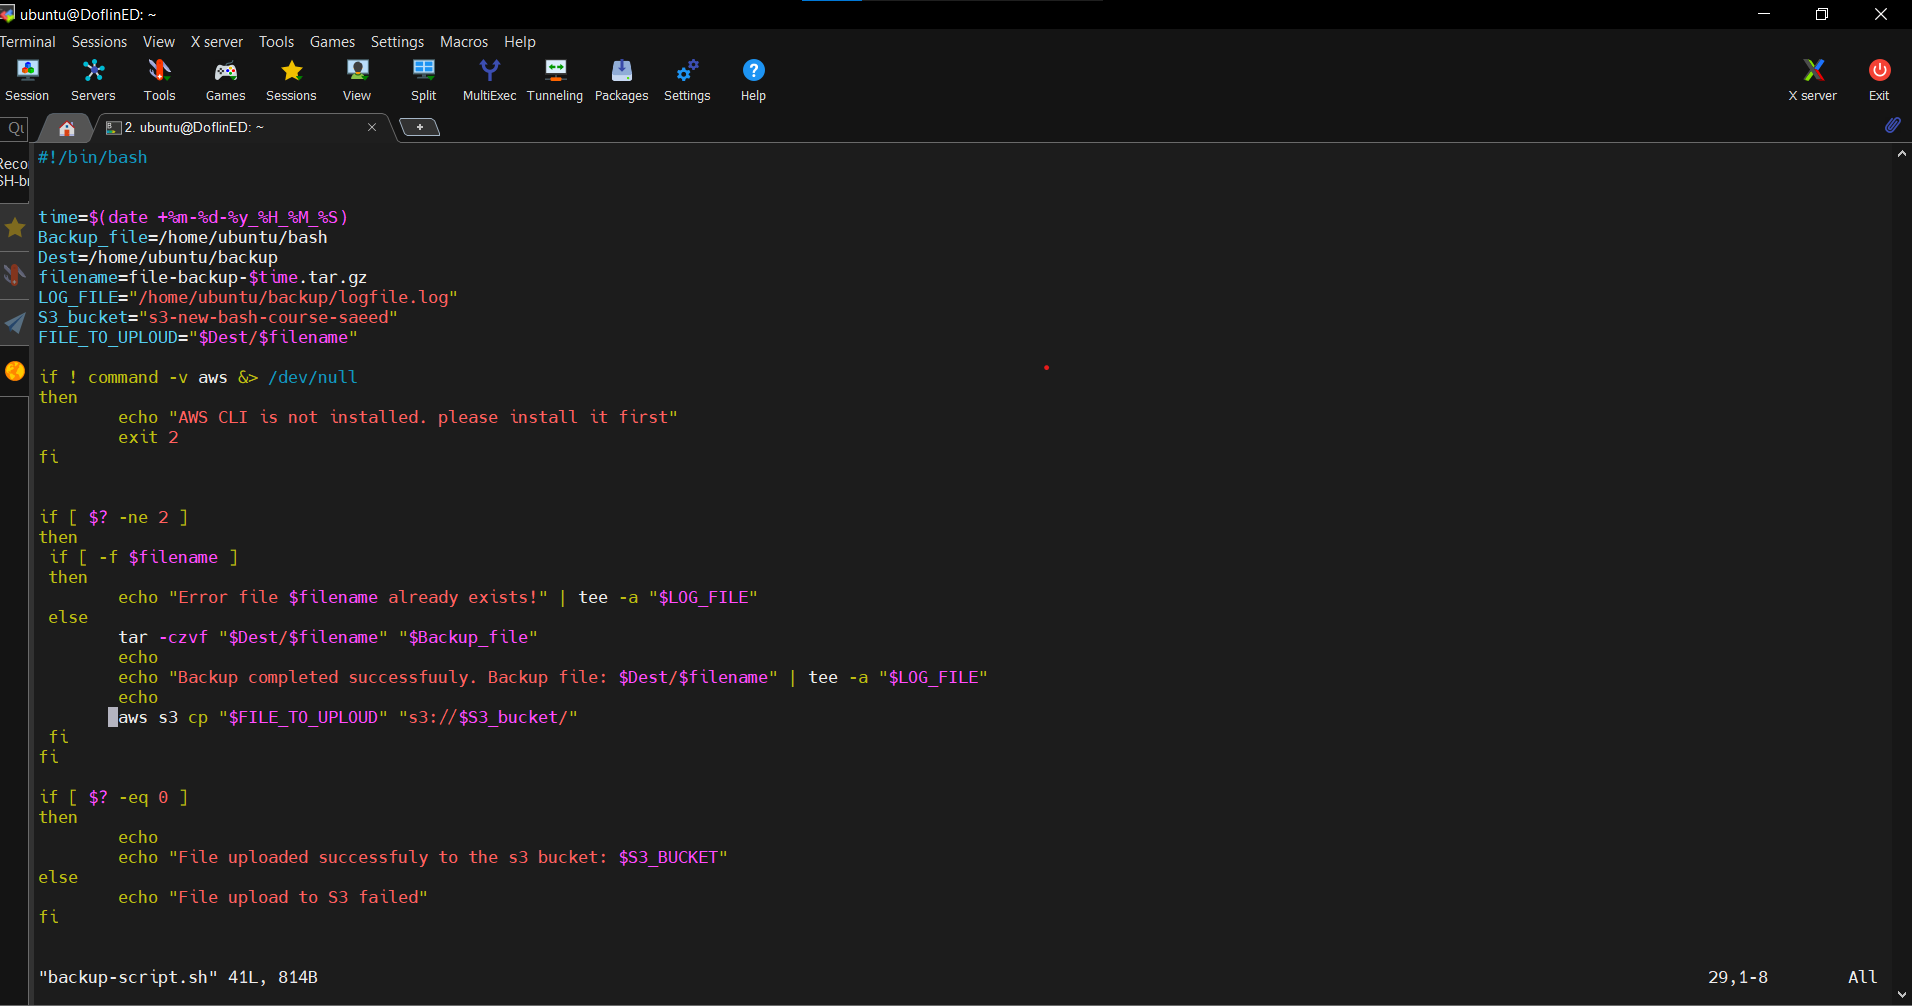 ubuntu@DoflinED: ~
Terminal Sessions View X server Tools Games Settings Macros Help
Session Servers Tools Games Sessions View Split MultiExec Tunneling Packages Settings Help X server Exit
Qu
2. ubuntu@DoflinED: ~
Reco
SH-br
#!/bin/bash
time=$(date +%m-%d-%y_%H_%M_%S)
Backup_file=/home/ubuntu/bash
Dest=/home/ubuntu/backup
filename=file-backup-$time.tar.gz
LOG_FILE="/home/ubuntu/backup/logfile.log"
S3_bucket="s3-new-bash-course-saeed"
FILE_TO_UPLOUD="$Dest/$filename"
if ! command -v aws &> /dev/null
then
echo "AWS CLI is not installed. please install it first"
exit 2
fi
if [ $? -ne 2 ]
then
if [ -f $filename ]
then
echo "Error file $filename already exists!" | tee -a "$LOG_FILE"
else
tar -czvf "$Dest/$filename" "$Backup_file"
echo
echo "Backup completed successfuuly. Backup file: $Dest/$filename" | tee -a "$LOG_FILE"
echo
aws s3 cp "$FILE_TO_UPLOUD" "s3://$S3_bucket/"
fi
fi
if [ $? -eq 0 ]
then
echo
echo "File uploaded successfuly to the s3 bucket: $S3_BUCKET"
else
echo "File upload to S3 failed"
fi
"backup-script.sh" 41L, 814B 29,1-8 All